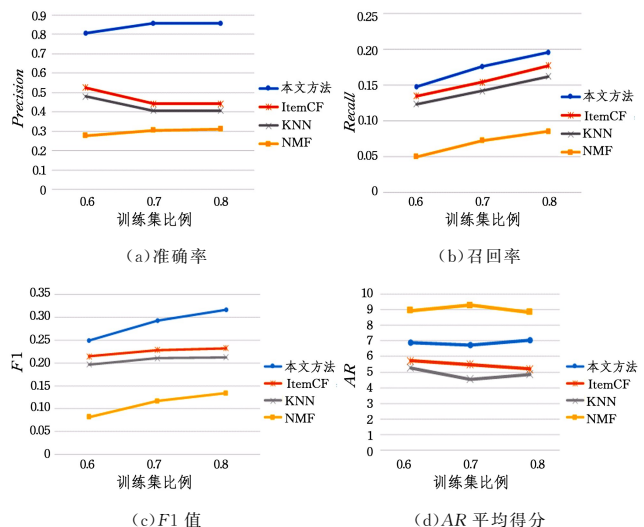 0.9
0.8
0.7
0.6
0.5
0.4
0.3
0.2
0.1
0
Precision
0.6 0.7 0.8
训练集比例
本文方法
ItemCF
KNN
NMF
(a)准确率
0.25
0.20
0.15
0.10
0.05
0
Recall
0.6 0.7 0.8
训练集比例
本文方法
ItemCF
KNN
NMF
(b)召回率
0.35
0.30
0.25
0.20
0.15
0.10
0.05
0
F1
0.6 0.7 0.8
训练集比例
本文方法
ItemCF
KNN
NMF
(c)F1 值
10
9
8
7
6
5
4
3
2
1
0
AR
0.6 0.7 0.8
训练集比例
本文方法
ItemCF
KNN
NMF
(d)AR 平均得分